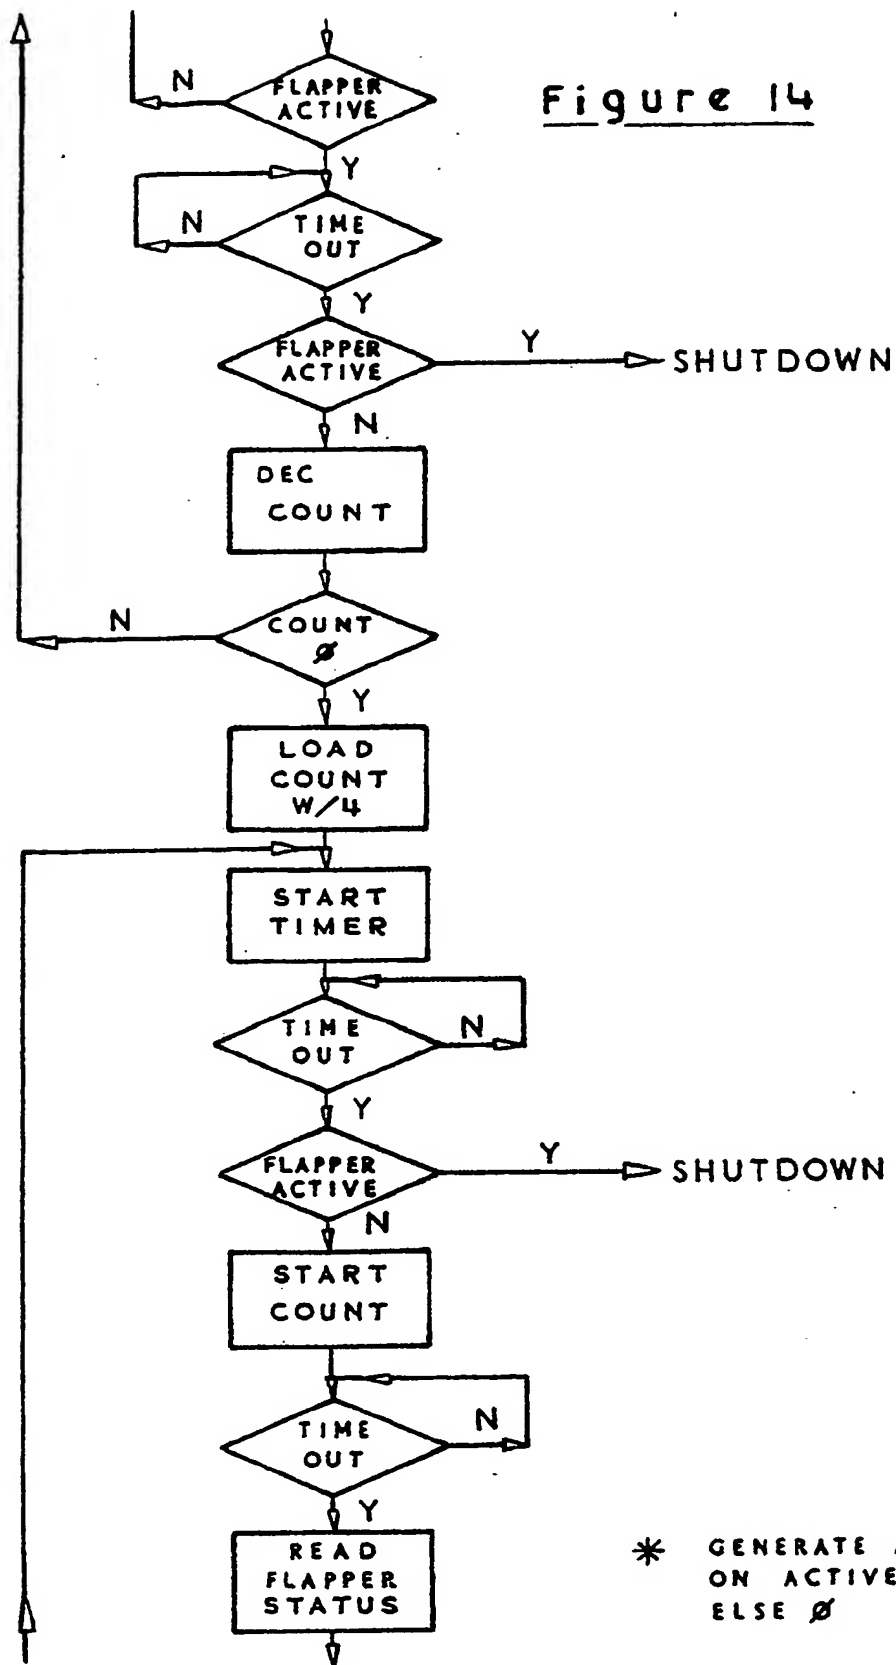 Figure 14
N
FLAPPER
ACTIVE
Y
N
TIME
OUT
Y
FLAPPER
ACTIVE
Y
SHUTDOWN
N
DEC
COUNT
N
COUNT
Ø
Y
LOAD
COUNT
W/4
START
TIMER
TIME
OUT
N
Y
FLAPPER
ACTIVE
Y
SHUTDOWN
N
START
COUNT
TIME
OUT
N
Y
READ
FLAPPER
STATUS
* GENERATE
ON ACTIVE
ELSE Ø